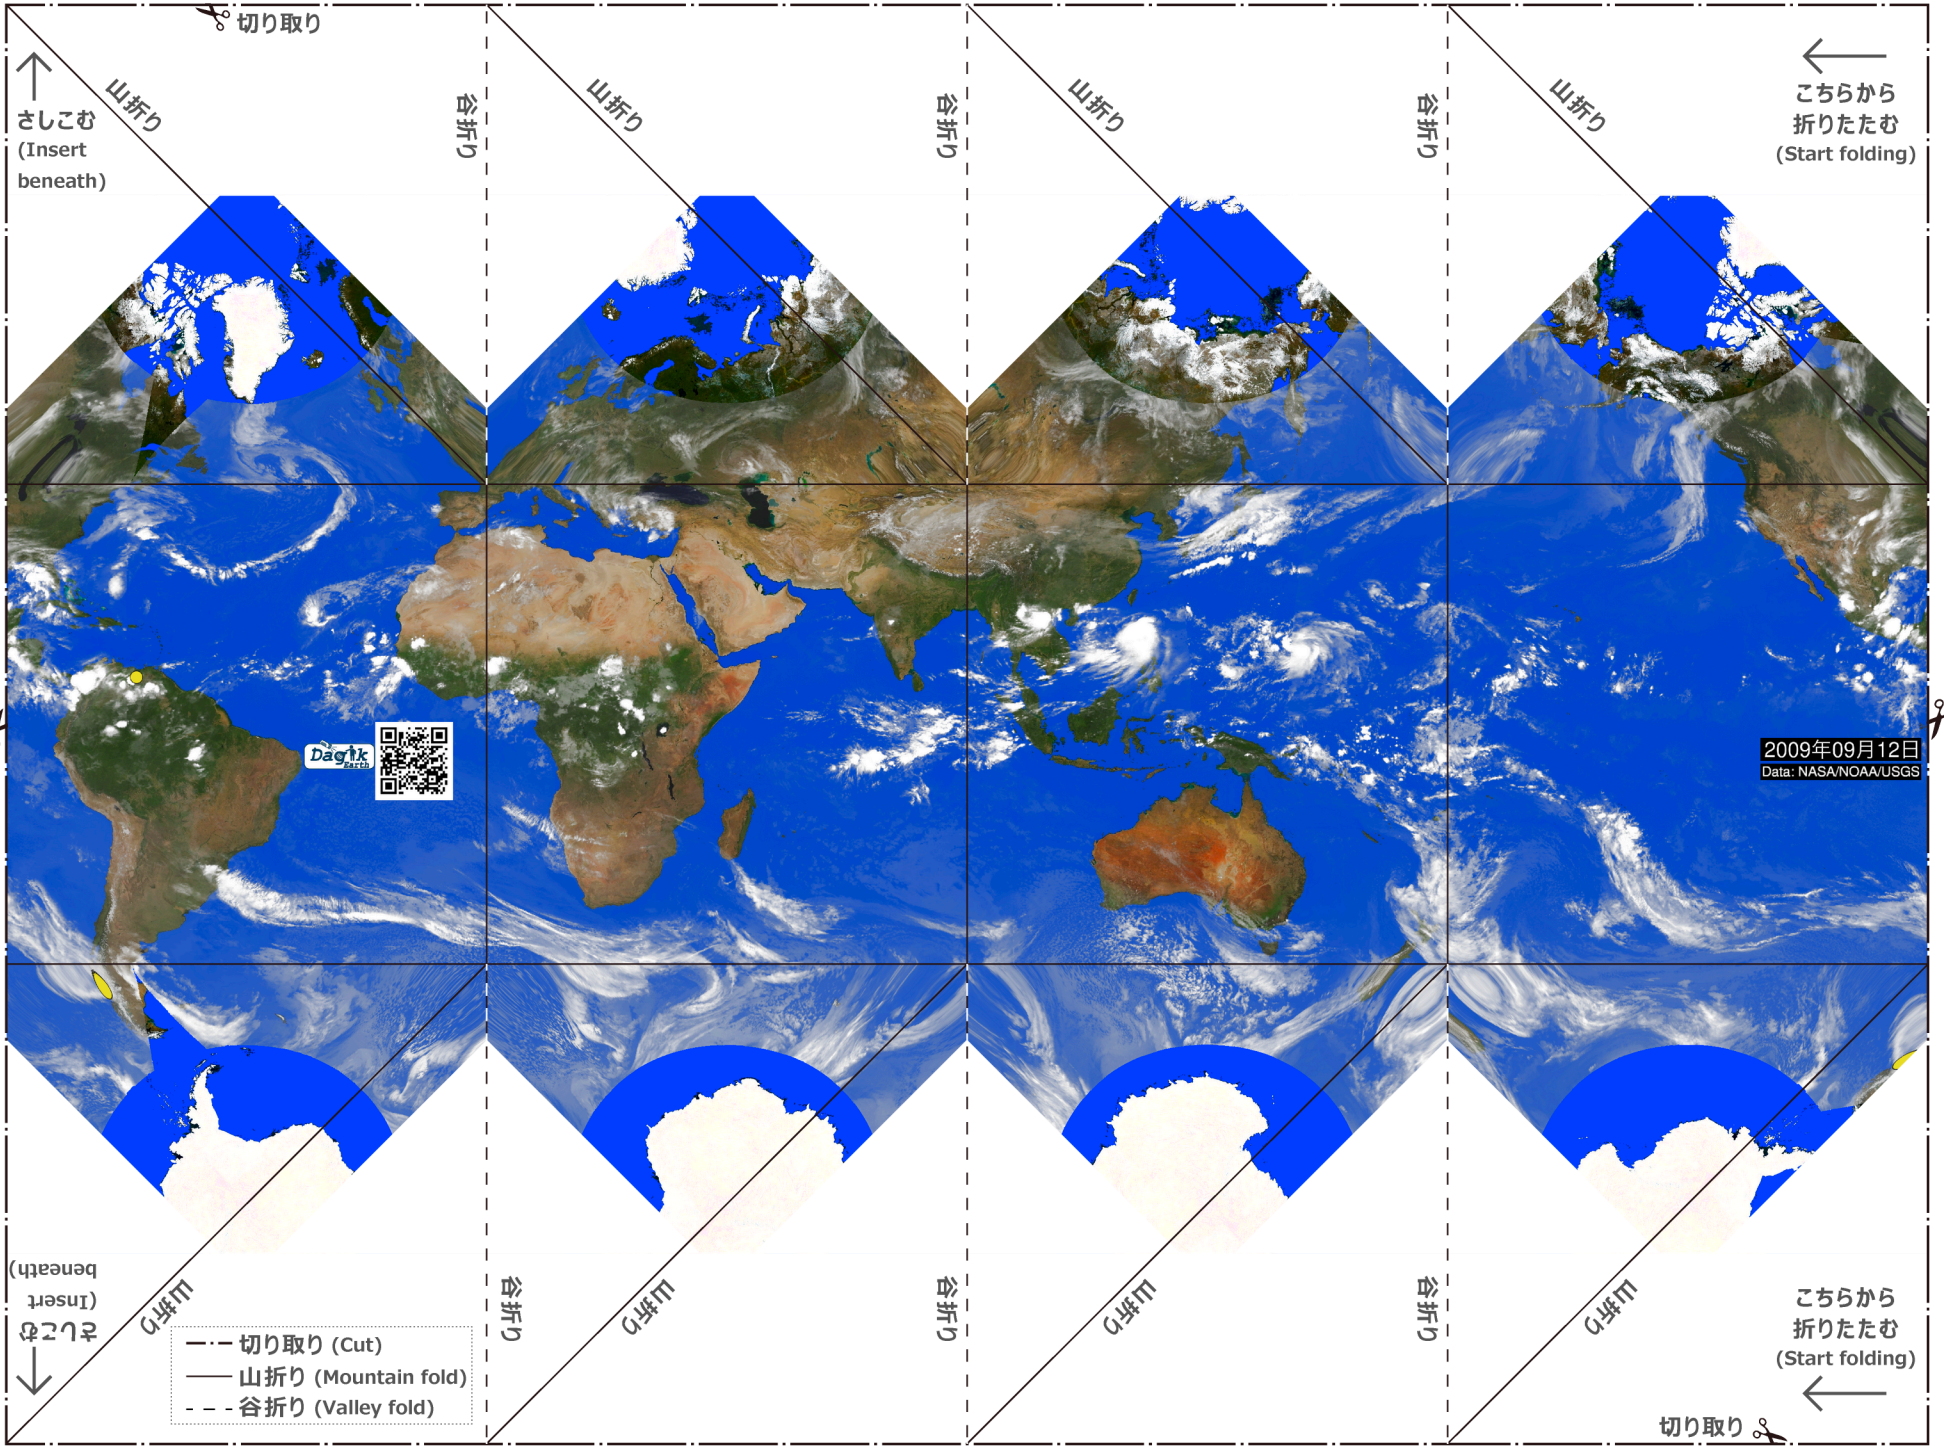 切り取り
さしこむ
(Insert
beneath)
山折り
谷折り
山折り
谷折り
山折り
谷折り
山折り
こちらから
折りたたむ
(Start folding)
Dagik
Earth
2009年09月12日
Data: NASA/NOAA/USGS
さしこむ
(Insert
beneath)
山折り
谷折り
山折り
谷折り
山折り
谷折り
山折り
こちらから
折りたたむ
(Start folding)
切り取り (Cut)
山折り (Mountain fold)
谷折り (Valley fold)
切り取り